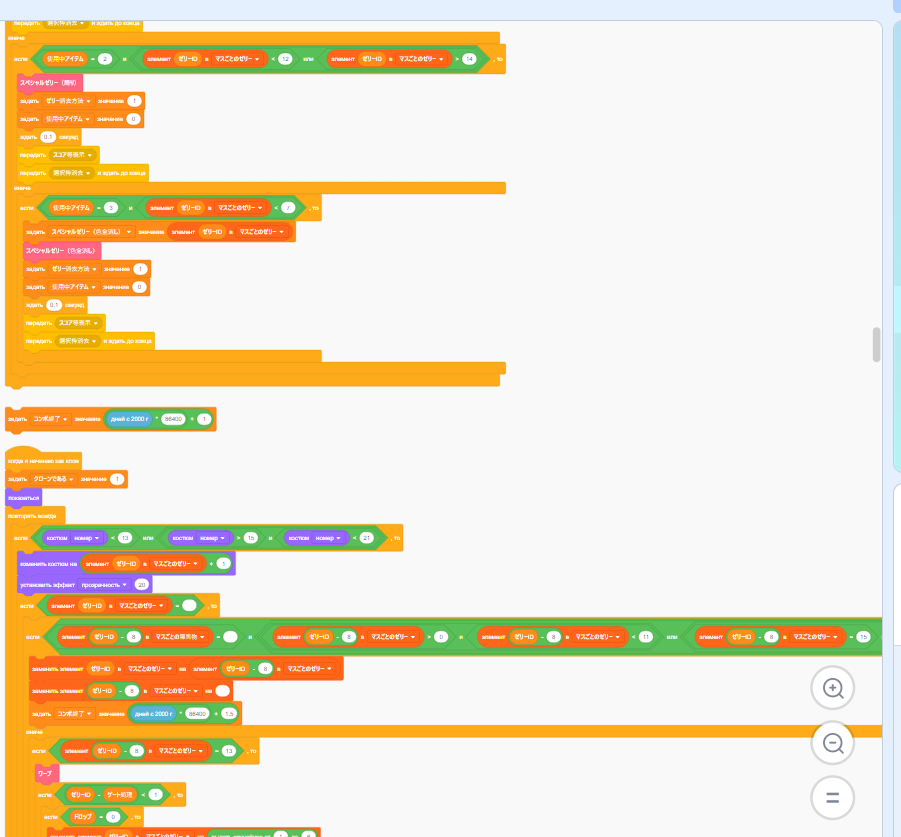 передать 選択枠消去 и ждать до конца
иначе
если 使用中アイテム = 2 и элемент ゼリーID в マスごとのゼリー < 12 или элемент ゼリーID в マスごとのゼリー > 14 , то
задать ゼリー消去方法 значение 1
задать 使用中アイテム значение 0
ждать 0.1 секунд
передать スコア等表示
передать 選択枠消去 и ждать до конца
иначе
если 使用中アイテム = 3 и элемент ゼリーID в マスごとのゼリー < 7 , то
задать スペシャルゼリー (色全消し) значение элемент ゼリーID в マスごとのゼリー
スペシャルゼリー (色全消し)
задать ゼリー消去方法 значение 1
задать 使用中アイテム значение 0
ждать 0.1 секунд
передать スコア等表示
передать 選択枠消去 и ждать до конца
задать コンボ終了 значение дней с 2000 г * 86400 + 1
когда я начинаю как клон
задать クローンである значение 1
показаться
повторять всегда
если костюм номер < 13 или костюм номер > 15 и костюм номер < 21 , то
изменить костюм на элемент ゼリーID в マスごとのゼリー + 1
установить эффект прозрачность 20
если элемент ゼリーID в マスごとのゼリー = , то
если элемент ゼリーID - 8 в マスごとの障害物 = и элемент ゼリーID - 8 в マスごとのゼリー > 0 и элемент ゼリーID - 8 в マスごとのゼリー < 11 или элемент ゼリーID - 8 в マスごとのゼリー = 15
заменить элемент ゼリーID в マスごとのゼリー на элемент ゼリーID - 8 в マスごとのゼリー
заменить элемент ゼリーID - 8 в マスごとのゼリー на
задать コンボ終了 значение дней с 2000 г * 86400 + 1.5
иначе
если элемент ゼリーID - 8 в マスごとのゼリー = 13 , то
ワープ
если ゼリーID - ゲート処理 < 1 , то
если ドロップ = 0 , то